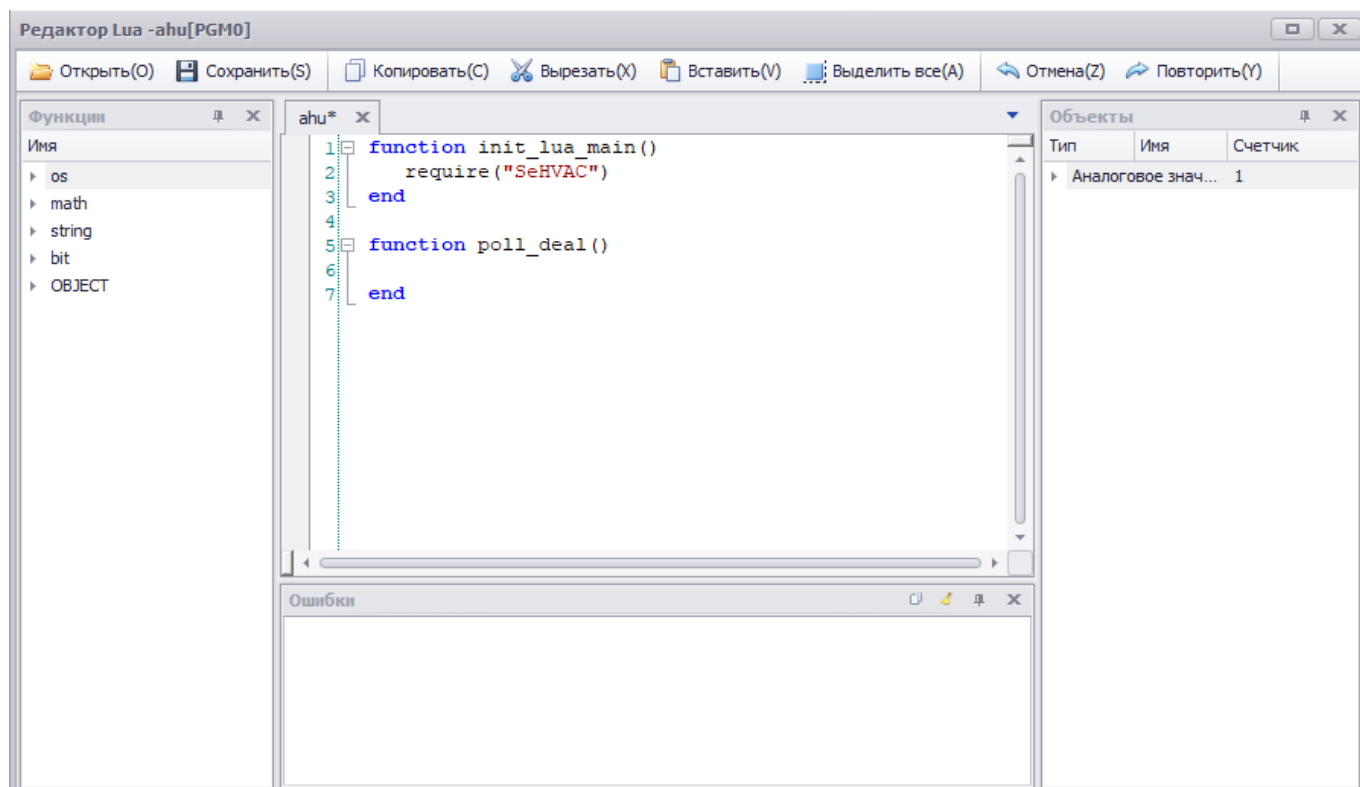 Редактор Lua -ahu[PGM0]
Открыть(O) Сохранить(S) Копировать(C) Вырезать(X) Вставить(V) Выделить все(A) Отмена(Z) Повторить(Y)
Функции
Имя
os
math
string
bit
OBJECT
ahu*
1 function init_lua_main()
2 require("SeHVAC")
3 end
4
5 function poll_deal()
6
7 end
Ошибки
Объекты
Тип Имя Счетчик
Аналоговое знач... 1